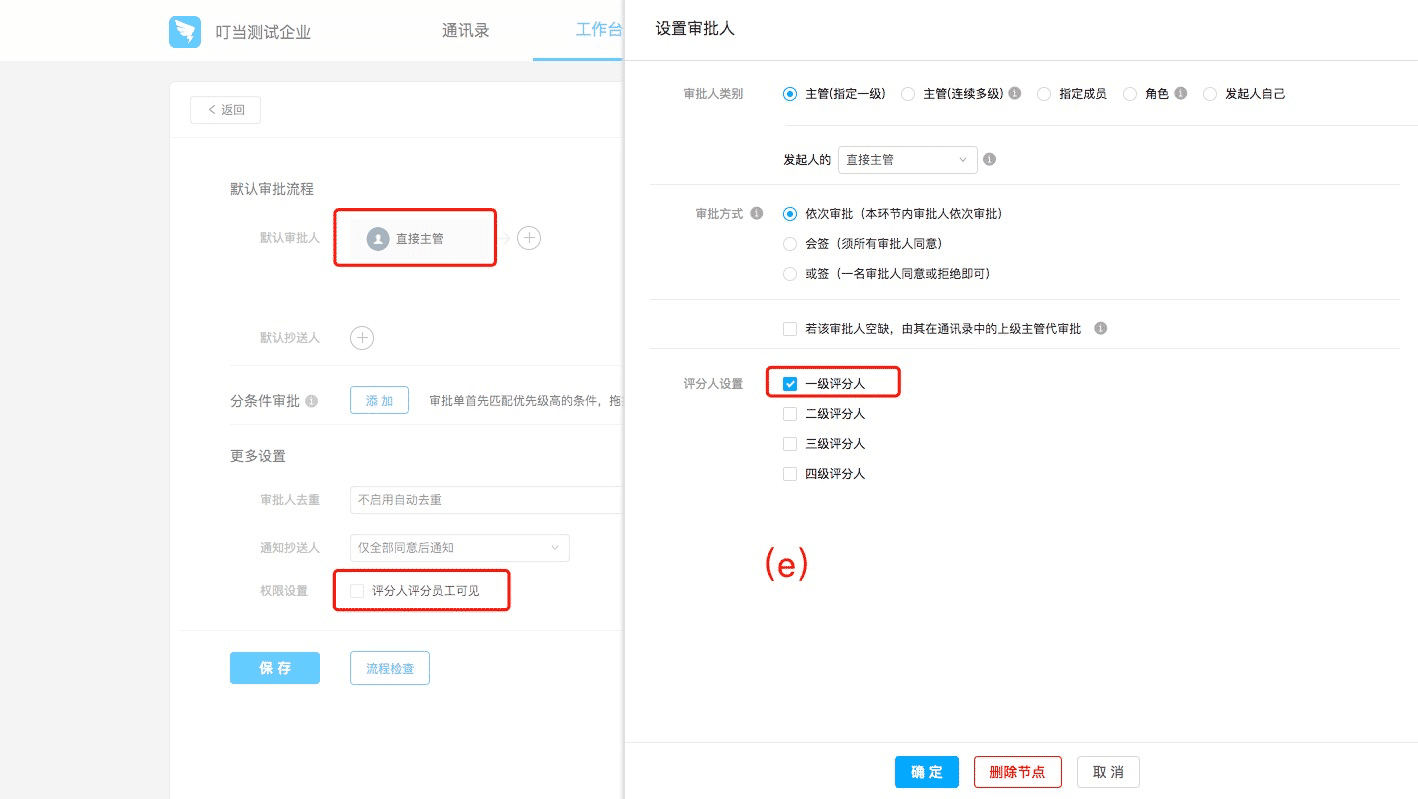 叮当测试企业
通讯录
工作台
返回
默认审批流程
默认审批人
直接主管
默认抄送人
分条件审批
添 加
审批单首先匹配优先级高的条件，拖
更多设置
审批人去重
不启用自动去重
通知抄送人
仅全部同意后通知
权限设置
评分人评分员工可见
保 存
流程检查
设置审批人
审批人类别
主管(指定一级)
主管(连续多级)
指定成员
角色
发起人自己
发起人的
直接主管
审批方式
依次审批（本环节内审批人依次审批）
会签（须所有审批人同意）
或签（一名审批人同意或拒绝即可）
若该审批人空缺，由其在通讯录中的上级主管代审批
评分人设置
一级评分人
二级评分人
三级评分人
四级评分人
(e)
确 定
删除节点
取 消